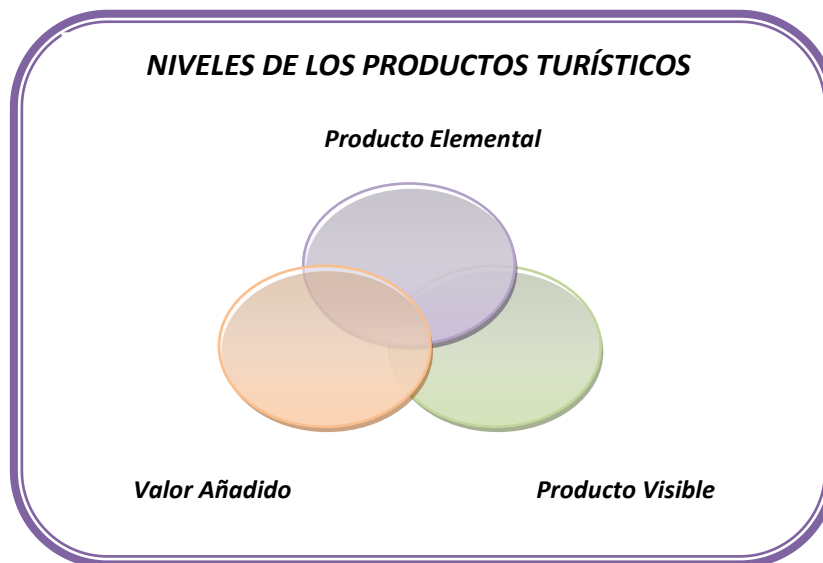 NIVELES DE LOS PRODUCTOS TURÍSTICOS
Producto Elemental
Valor Añadido
Producto Visible